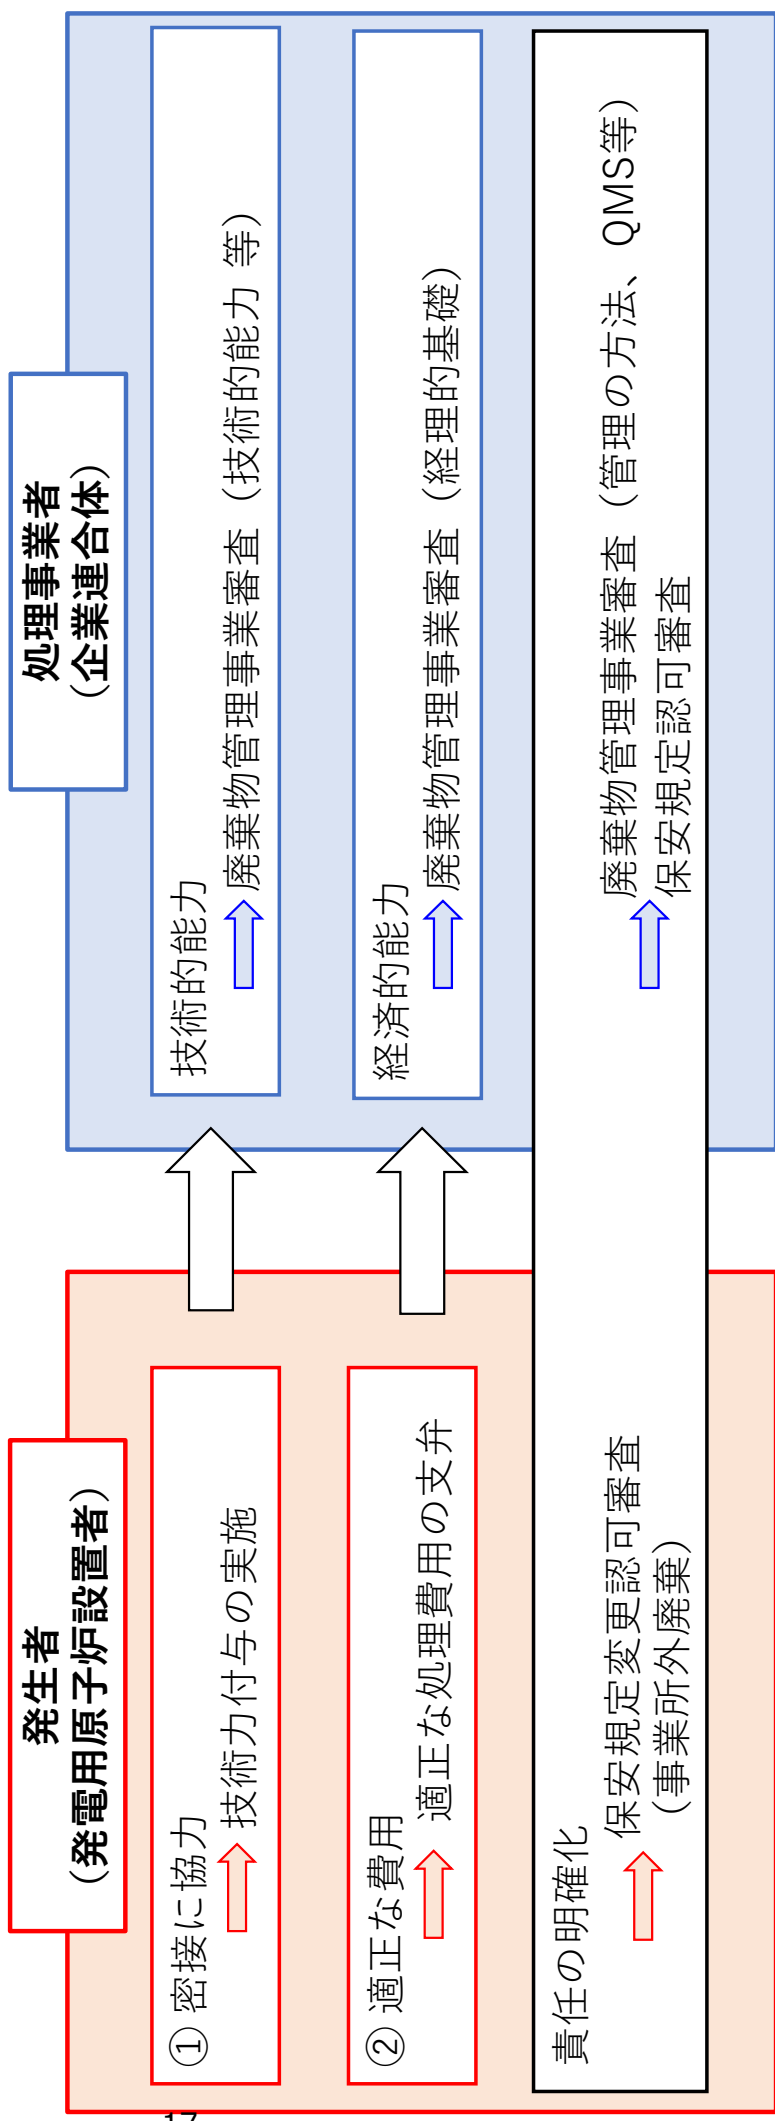 発生者
（発電用原子炉設置者）
① 密接に協力
技術力付与の実施
② 適正な費用
適正な処理費用の支弁
責任の明確化
保安規定変更認可審査
（事業所外廃棄）
処理事業者
（企業連合体）
技術的能力
廃棄物管理事業審査（技術的能力 等）
経済的能力
廃棄物管理事業審査（経理的基礎）
廃棄物管理事業審査（管理の方法、QMS等）
保安規定認可審査
17